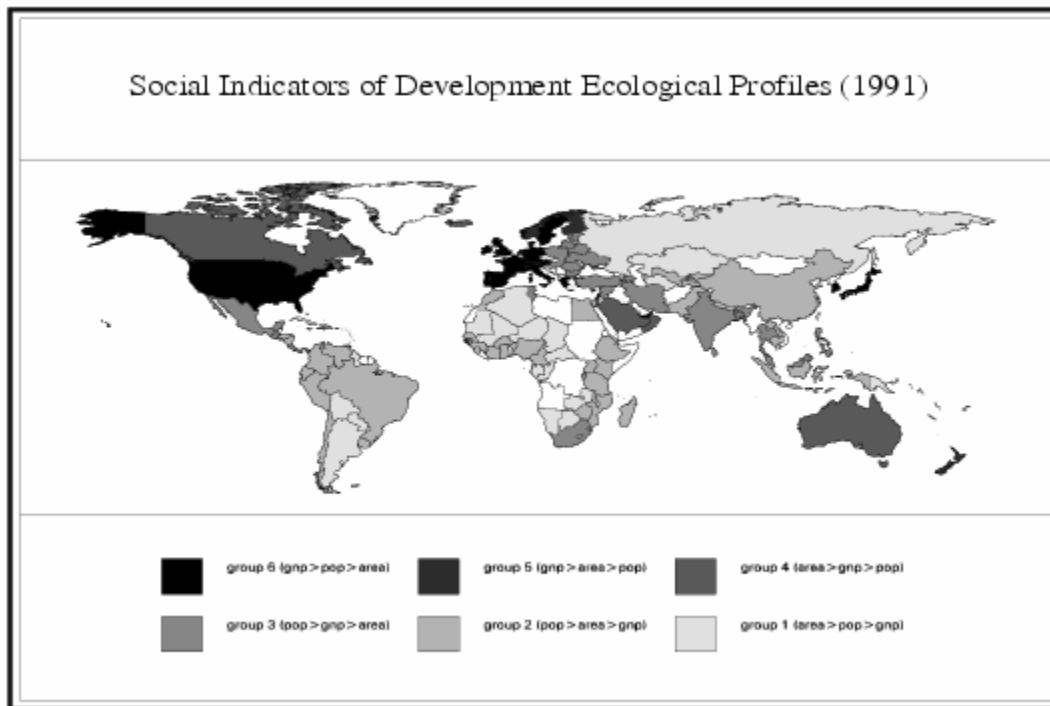 Social Indicators of Development Ecological Profiles (1991)
group 6 (gnp>pop>area)
group 5 (gnp>area>pop)
group 4 (area>gnp>pop)
group 3 (pop>gnp>area)
group 2 (pop>area>gnp)
group 1 (area>pop>gnp)